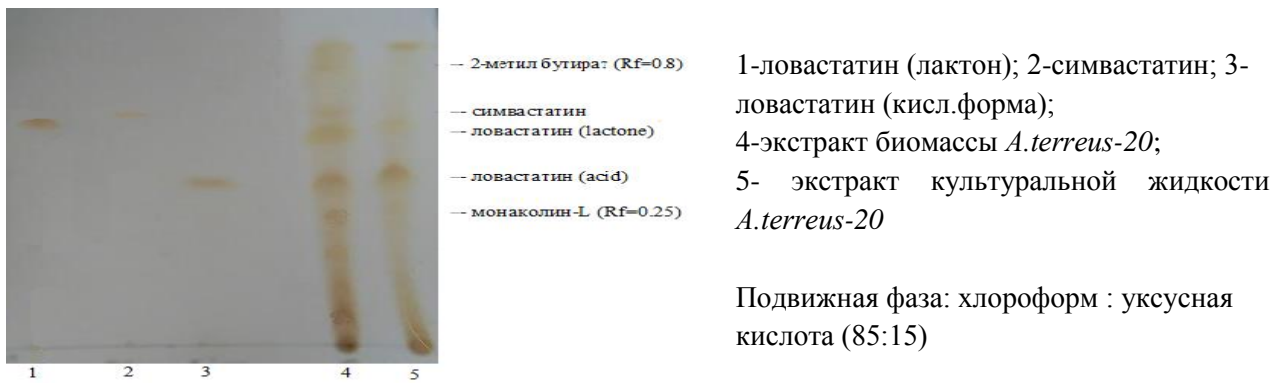 2-метил бутират (Rf=0.8)
симвастатин
ловастатин (lactone)
ловастатин (acid)
монаколин-L (Rf=0.25)
1 2 3 4 5
1-ловастатин (лактон); 2-симвастатин; 3-
ловастатин (кисл.форма);
4-экстракт биомассы A.terreus-20;
5- экстракт культуральной жидкости
A.terreus-20
Подвижная фаза: хлороформ : уксусная
кислота (85:15)